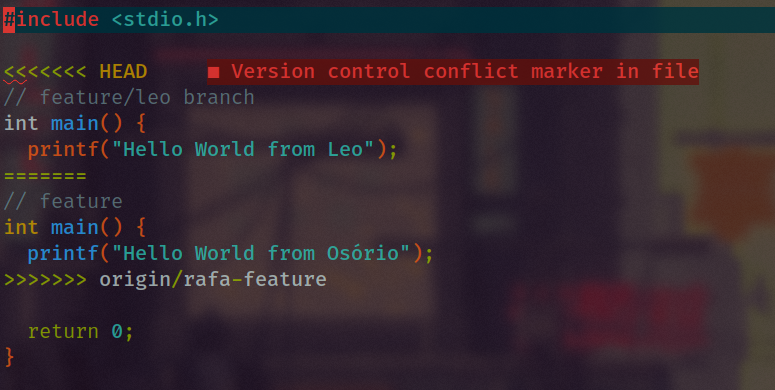 #include <stdio.h>
<<<<<<< HEAD ■ Version control conflict marker in file
// feature/leo branch
int main() {
printf("Hello World from Leo");
=======
// feature
int main() {
printf("Hello World from Osório");
>>>>>>> origin/rafa-feature
return 0;
}